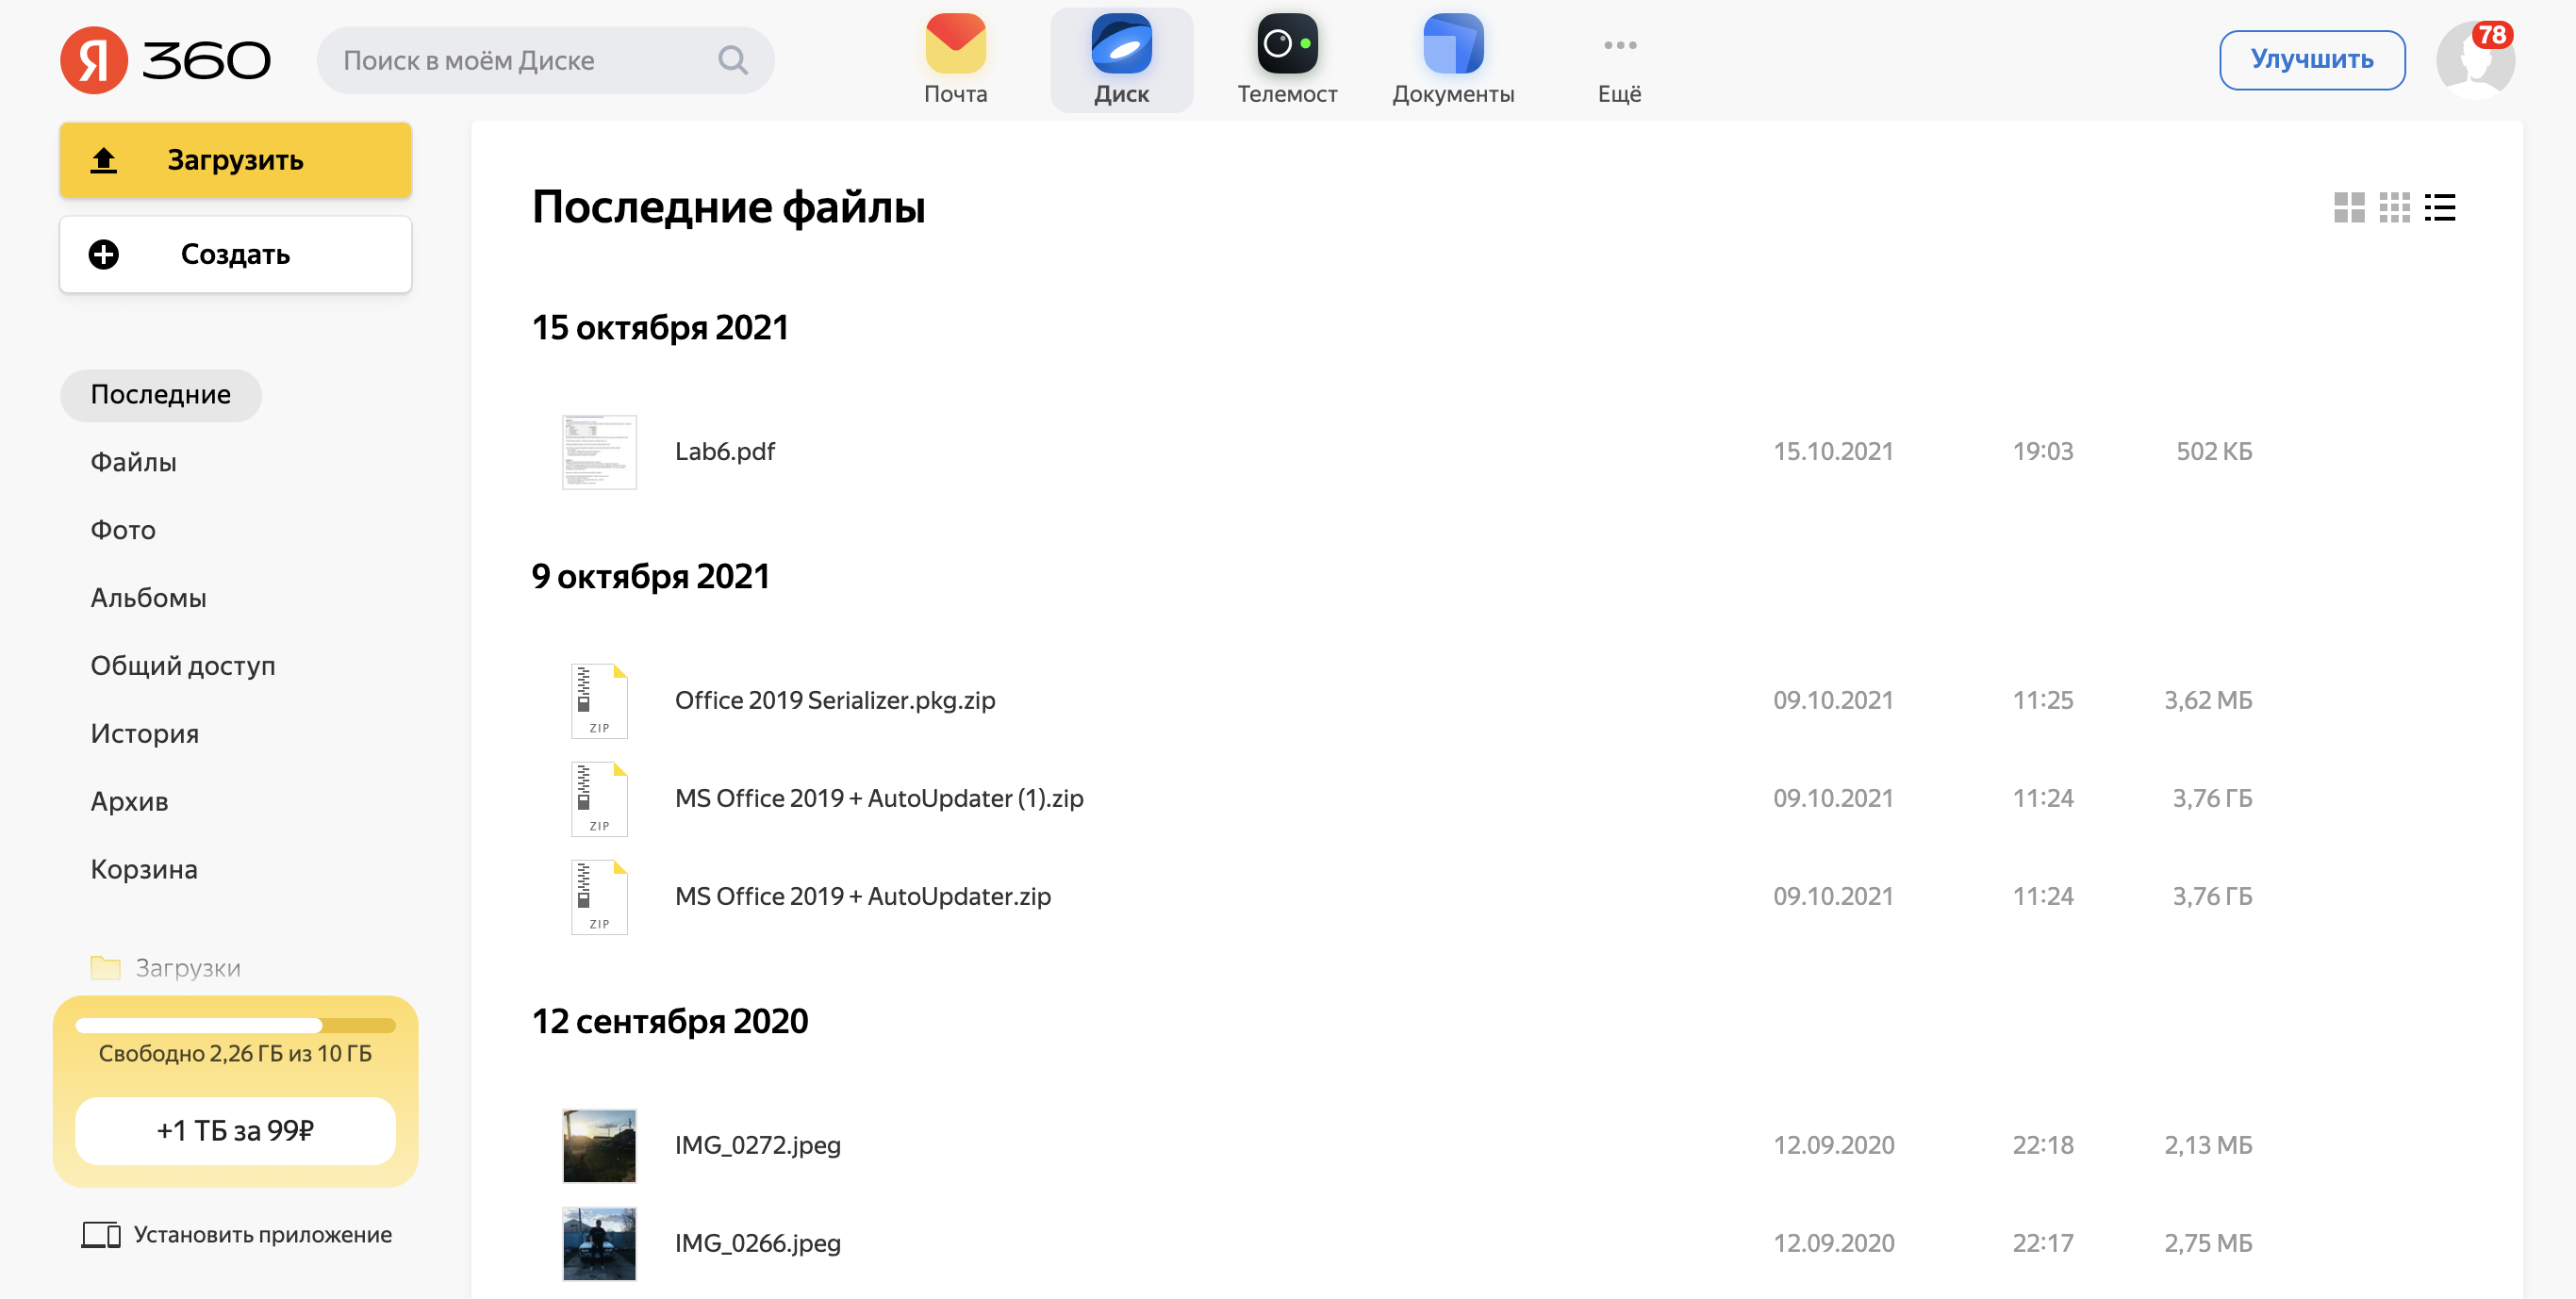 Я 360
Поиск в моём Диске
Почта
Диск
Телемост
Документы
Ещё
Улучшить
78
Загрузить
Создать
Последние
Файлы
Фото
Альбомы
Общий доступ
История
Архив
Корзина
Загрузки
Свободно 2,26 ГБ из 10 ГБ
+1 ТБ за 99₽
Установить приложение
Последние файлы
15 октября 2021
Lab6.pdf 15.10.2021 19:03 502 КБ
9 октября 2021
ZIP Office 2019 Serializer.pkg.zip 09.10.2021 11:25 3,62 МБ
ZIP MS Office 2019 + AutoUpdater (1).zip 09.10.2021 11:24 3,76 ГБ
ZIP MS Office 2019 + AutoUpdater.zip 09.10.2021 11:24 3,76 ГБ
12 сентября 2020
IMG_0272.jpeg 12.09.2020 22:18 2,13 МБ
IMG_0266.jpeg 12.09.2020 22:17 2,75 МБ